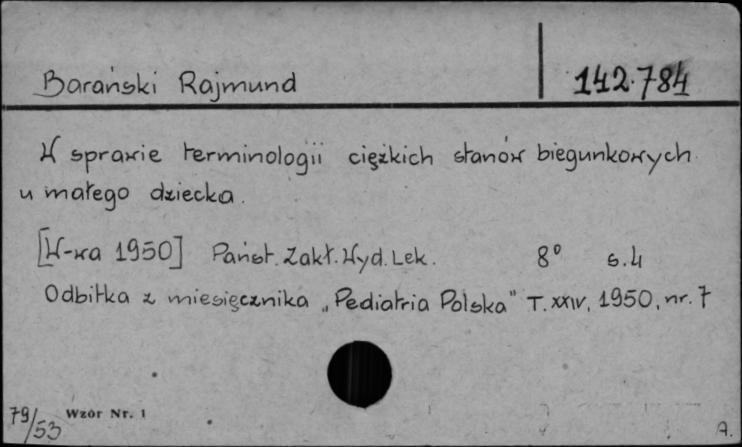 Barański Rajmund 142.784
W sprawie terminologii ciężkich stanów biegunkowych
u małego dziecka.
[W-wa 1950] Państ. Zakł. Wyd. Lek. 8° s. 4
Odbitka z miesięcznika „Pediatria Polska" T. XXIV, 1950, nr. 7
79/53 Wzór Nr. 1 A.